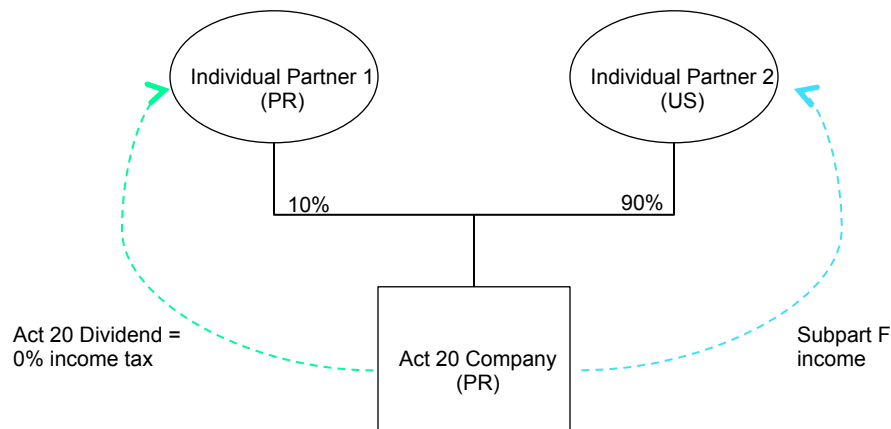 Individual Partner 1
(PR)
Individual Partner 2
(US)
10%
90%
Act 20 Dividend =
0% income tax
Act 20 Company
(PR)
Subpart F
income